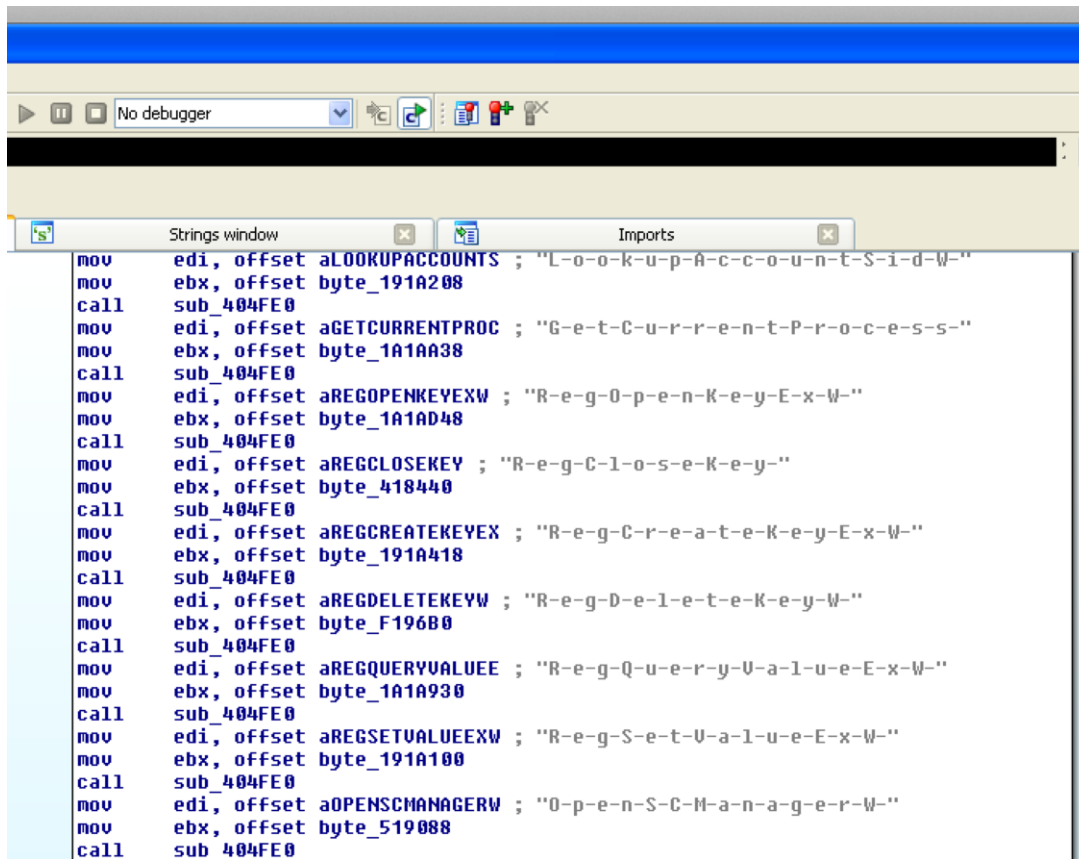 No debugger
Strings window Imports
mov edi, offset aLOOKUPACCOUNTS ; "L-o-o-k-u-p-A-c-c-o-u-n-t-S-i-d-W-"
mov ebx, offset byte_191A208
call sub_404FE0
mov edi, offset aGETCURRENTPROC ; "G-e-t-C-u-r-r-e-n-t-P-r-o-c-e-s-s-"
mov ebx, offset byte_1A1AA38
call sub_404FE0
mov edi, offset aREGOPENKEYEXW ; "R-e-g-O-p-e-n-K-e-y-E-x-W-"
mov ebx, offset byte_1A1AD48
call sub_404FE0
mov edi, offset aREGCLOSEKEY ; "R-e-g-C-l-o-s-e-K-e-y-"
mov ebx, offset byte_418440
call sub_404FE0
mov edi, offset aREGCREATEKEYEX ; "R-e-g-C-r-e-a-t-e-K-e-y-E-x-W-"
mov ebx, offset byte_191A418
call sub_404FE0
mov edi, offset aREGDELETEKEYW ; "R-e-g-D-e-l-e-t-e-K-e-y-W-"
mov ebx, offset byte_F196B0
call sub_404FE0
mov edi, offset aREGQUERYVALUEE ; "R-e-g-Q-u-e-r-y-V-a-l-u-e-E-x-W-"
mov ebx, offset byte_1A1A930
call sub_404FE0
mov edi, offset aREGSETVALUEEXW ; "R-e-g-S-e-t-V-a-l-u-e-E-x-W-"
mov ebx, offset byte_191A100
call sub_404FE0
mov edi, offset aOPENSCMANAGERW ; "O-p-e-n-S-C-M-a-n-a-g-e-r-W-"
mov ebx, offset byte_519088
call sub_404FE0